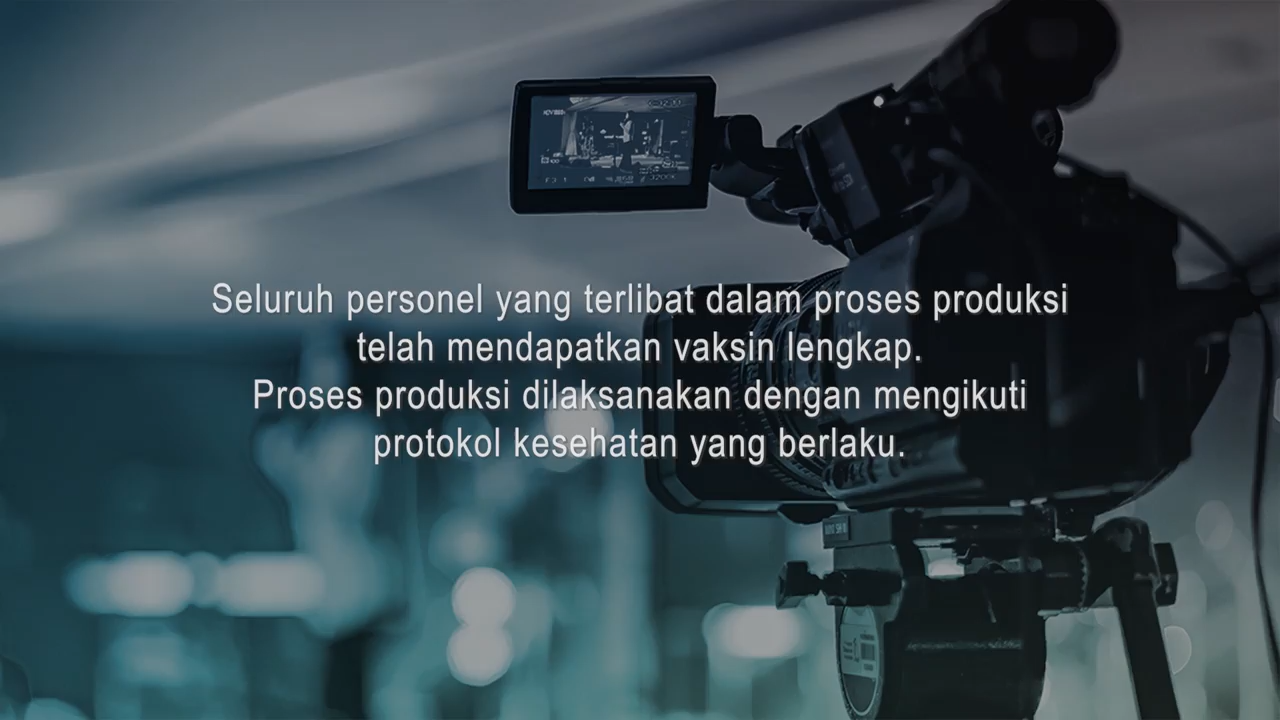 Seluruh personel yang terlibat dalam proses produksi
telah mendapatkan vaksin lengkap.
Proses produksi dilaksanakan dengan mengikuti
protokol kesehatan yang berlaku.